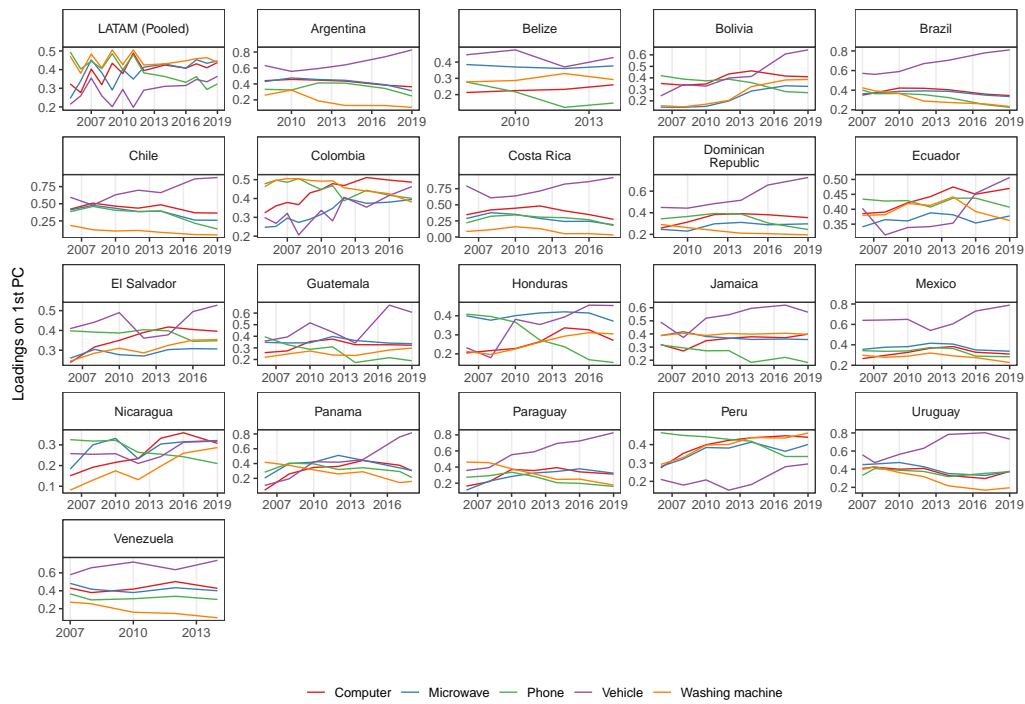 LATAM (Pooled)
Argentina
Belize
Bolivia
Brazil
0.5
0.4
0.3
0.2
0.8
0.6
0.4
0.2
0.4
0.3
0.2
0.6
0.5
0.4
0.3
0.2
0.8
0.6
0.4
0.2
2007 2010 2013 2016 2019
2007 2010 2013 2016 2019
2010 2013
2007 2010 2013 2016 2019
2007 2010 2013 2016 2019
Chile
Colombia
Costa Rica
Dominican
Republic
Ecuador
0.75
0.50
0.25
0.5
0.4
0.3
0.2
0.75
0.50
0.25
0.00
0.6
0.4
0.2
0.50
0.45
0.40
0.35
2007 2010 2013 2016 2019
2007 2010 2013 2016
2007 2010 2013 2016 2019
2007 2010 2013 2016 2019
2007 2010 2013 2016 2019
Loadings on 1st PC
El Salvador
Guatemala
Honduras
Jamaica
Mexico
0.5
0.4
0.3
0.6
0.5
0.4
0.3
0.2
0.4
0.3
0.2
0.6
0.5
0.4
0.3
0.2
0.8
0.6
0.4
0.2
2007 2010 2013 2016
2007 2010 2013 2016 2019
2007 2010 2013 2016
2007 2010 2013 2016 2019
2007 2010 2013 2016 2019
Nicaragua
Panama
Paraguay
Peru
Uruguay
0.3
0.2
0.1
0.8
0.6
0.4
0.2
0.8
0.6
0.4
0.2
0.4
0.2
0.8
0.6
0.4
0.2
2007 2010 2013 2016 2019
2007 2010 2013 2016
2007 2010 2013 2016 2019
2007 2010 2013 2016 2019
2007 2010 2013 2016 2019
Venezuela
0.6
0.4
0.2
2007 2010 2013
Computer Microwave Phone Vehicle Washing machine